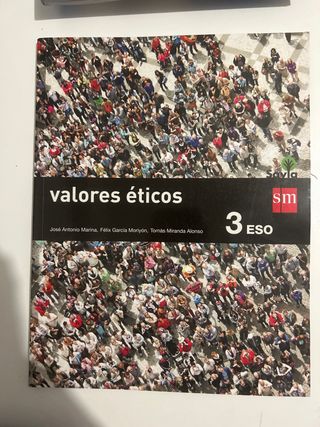 savia
valores éticos
sm
José Antonio Marina, Félix García Moriyón, Tomás Miranda Alonso
3 ESO